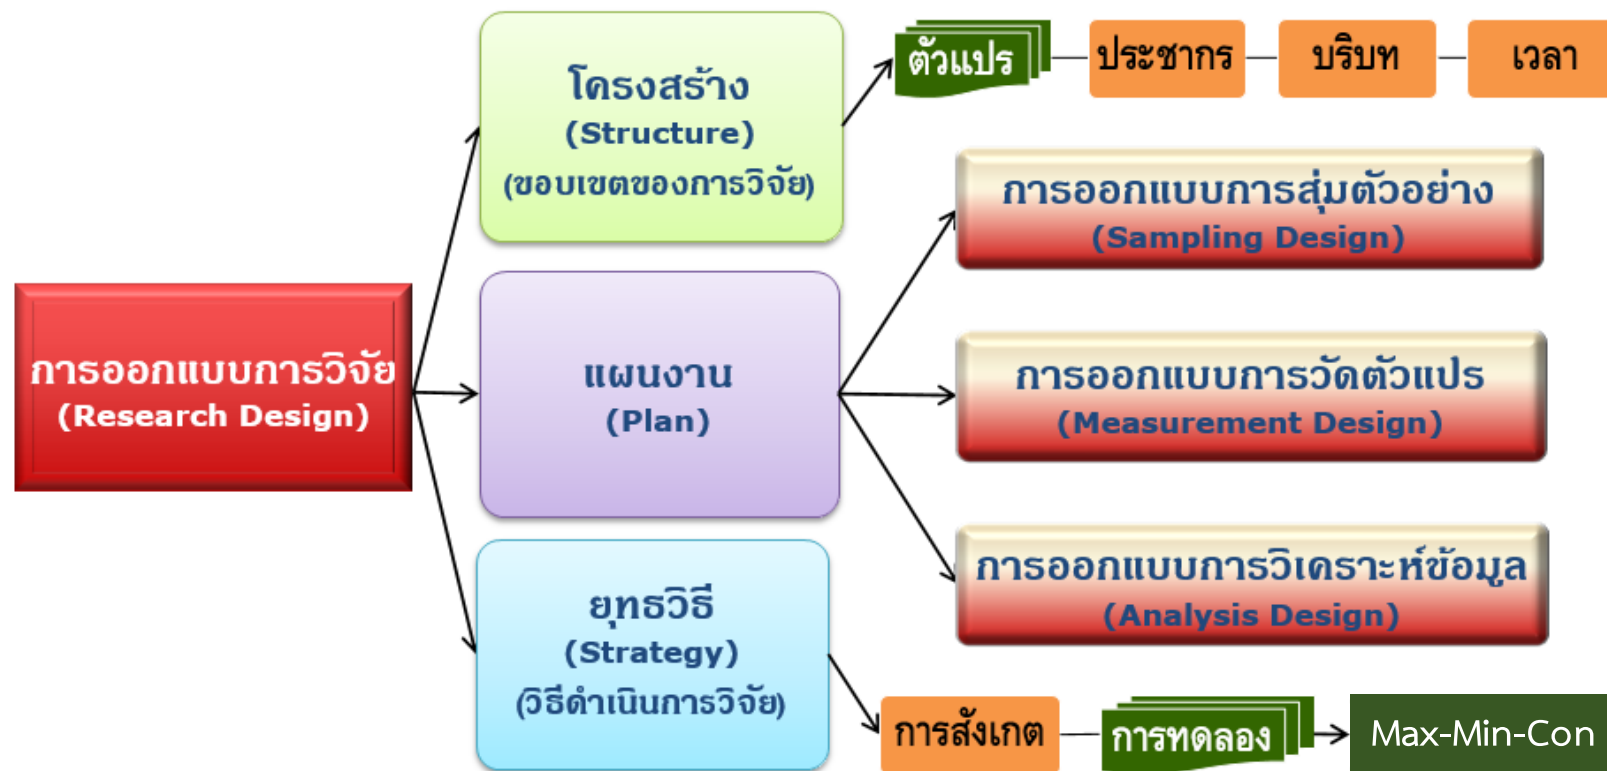 การออกแบบการวิจัย
(Research Design)
โครงสร้าง
(Structure)
(ขอบเขตของการวิจัย)
ตัวแปร
ประชากร
บริบท
เวลา
แผนงาน
(Plan)
การออกแบบการสุ่มตัวอย่าง
(Sampling Design)
การออกแบบการวัดตัวแปร
(Measurement Design)
การออกแบบการวิเคราะห์ข้อมูล
(Analysis Design)
ยุทธวิธี
(Strategy)
(วิธีดำเนินการวิจัย)
การสังเกต
การทดลอง
Max-Min-Con